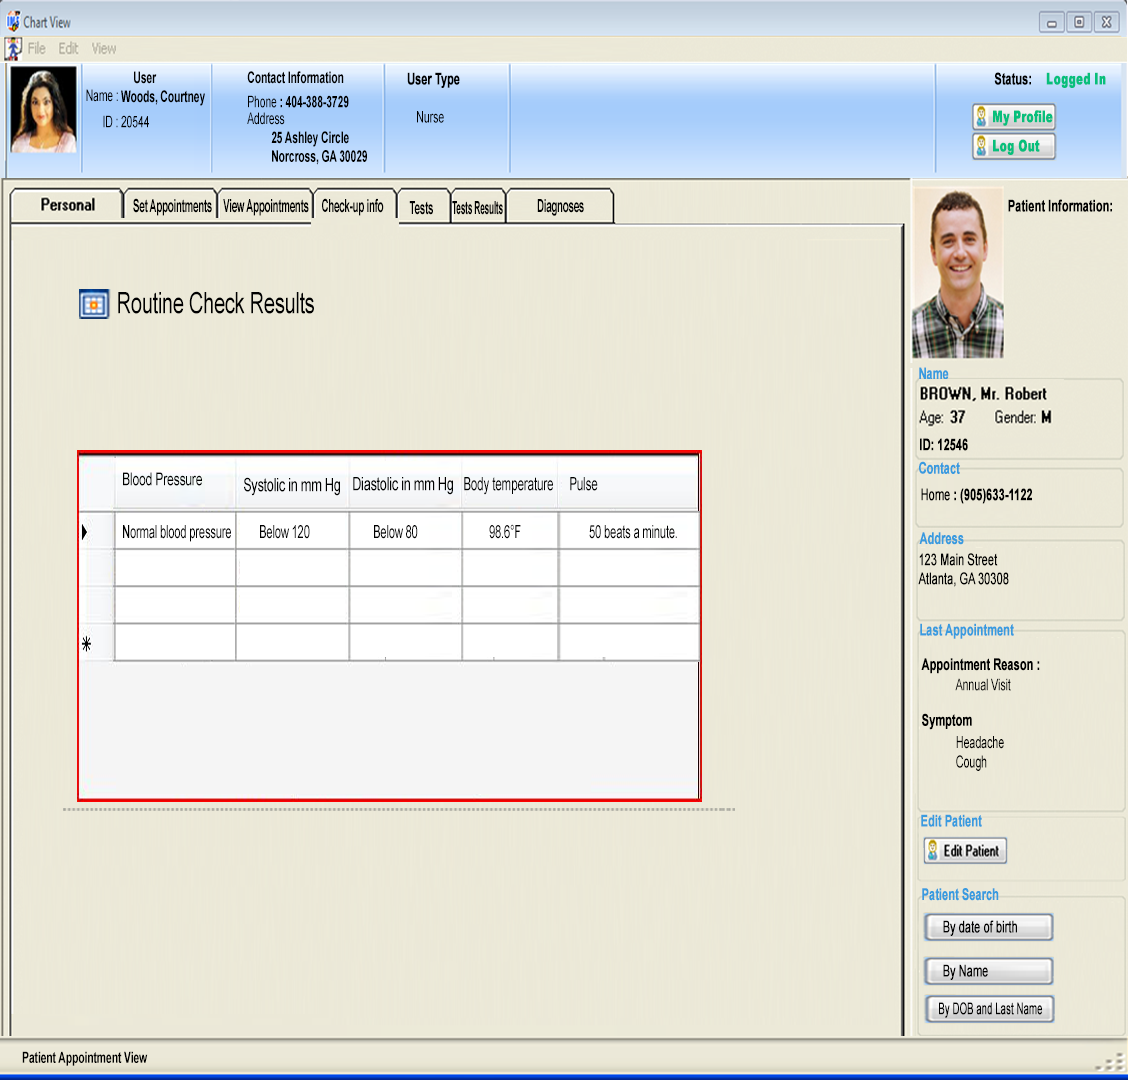 Chart View
File Edit View
User
Name : Woods, Courtney
ID : 20544
Contact Information
Phone : 404-388-3729
Address
25 Ashley Circle
Norcross, GA 30029
User Type
Nurse
Status: Logged In
My Profile
Log Out
Personal Set Appointments View Appointments Check-up info Tests Tests Results Diagnoses
Routine Check Results
Blood Pressure Systolic in mm Hg Diastolic in mm Hg Body temperature Pulse
Normal blood pressure Below 120 Below 80 98.6°F 50 beats a minute.
*
Patient Information:
Name
BROWN, Mr. Robert
Age: 37 Gender: M
ID: 12546
Contact
Home : (905)633-1122
Address
123 Main Street
Atlanta, GA 30308
Last Appointment
Appointment Reason :
Annual Visit
Symptom
Headache
Cough
Edit Patient
Edit Patient
Patient Search
By date of birth
By Name
By DOB and Last Name
Patient Appointment View